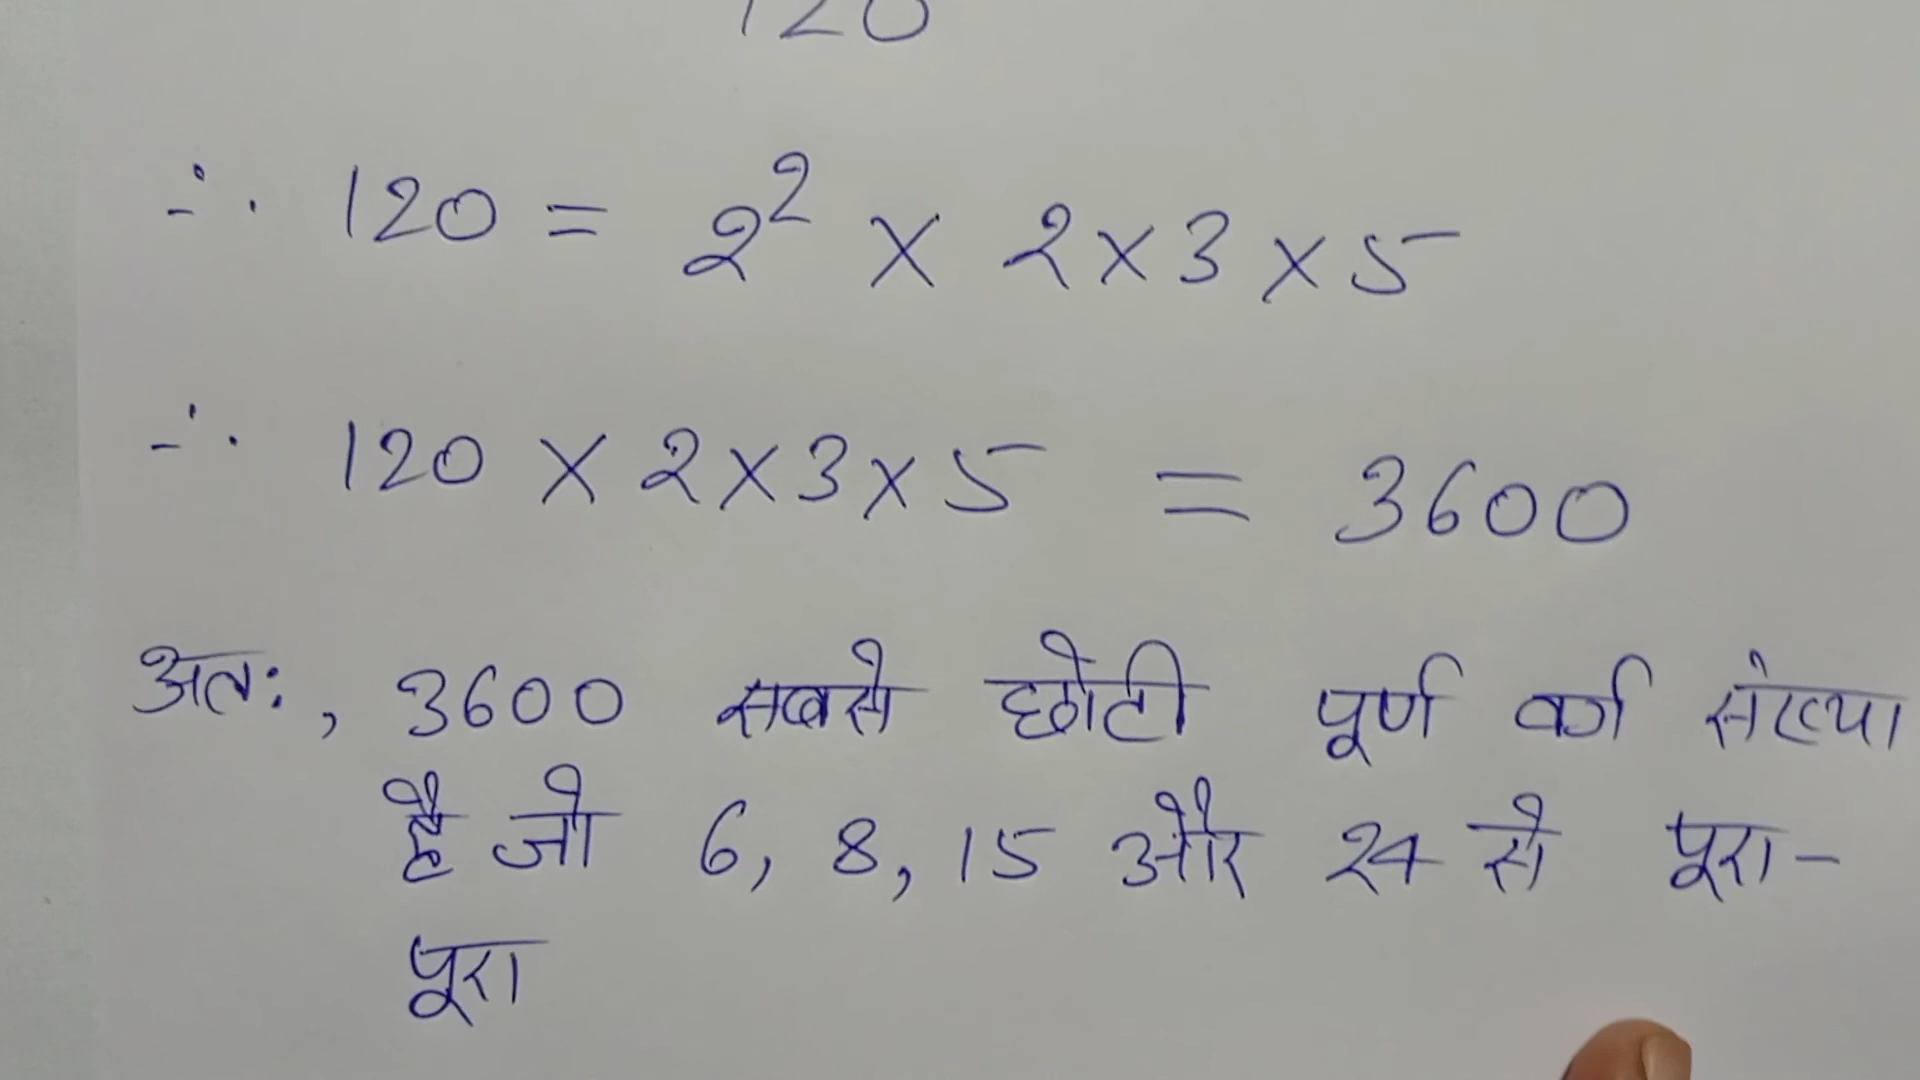 120
∴ 120 = 2² × 2×3×5
∴ 120 × 2×3×5 = 3600
अतः, 3600 सबसे छोटी पूर्ण वर्ग संख्या
है जो 6, 8, 15 और 24 से पूरा-
पूरा